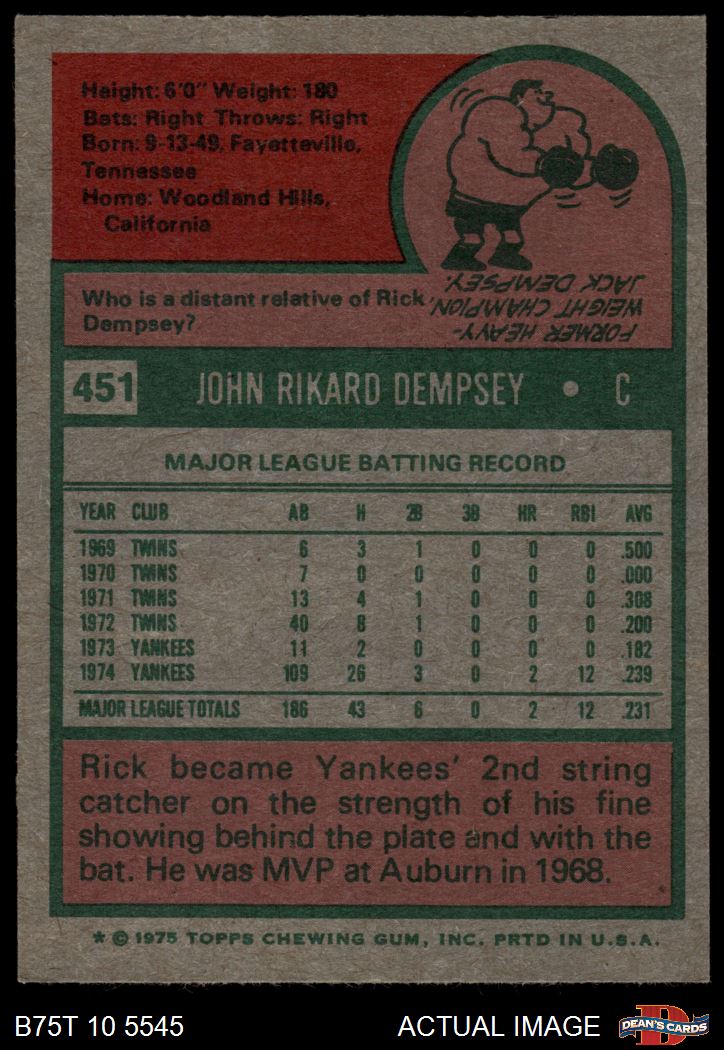 Height: 6'0" Weight: 180
Bats: Right Throws: Right
Born: 9-13-49, Fayetteville,
Tennessee
Home: Woodland Hills,
California
Who is a distant relative of Rick
Dempsey?
FORMER HEAVY-
WEIGHT CHAMPION,
JACK DEMPSEY.
451 JOHN RIKARD DEMPSEY • C
MAJOR LEAGUE BATTING RECORD
YEAR CLUB AB H 2B 3B HR RBI AVG
1969 TWINS 6 3 1 0 0 0 .500
1970 TWINS 7 0 0 0 0 0 .000
1971 TWINS 13 4 1 0 0 0 .308
1972 TWINS 40 8 1 0 0 0 .200
1973 YANKEES 11 2 0 0 0 0 .182
1974 YANKEES 109 26 3 0 2 12 .239
MAJOR LEAGUE TOTALS 186 43 6 0 2 12 .231
Rick became Yankees' 2nd string
catcher on the strength of his fine
showing behind the plate and with the
bat. He was MVP at Auburn in 1968.
* © 1975 TOPPS CHEWING GUM, INC. PRTD IN U.S.A.
B75T 10 5545 ACTUAL IMAGE D DEAN'S CARDS